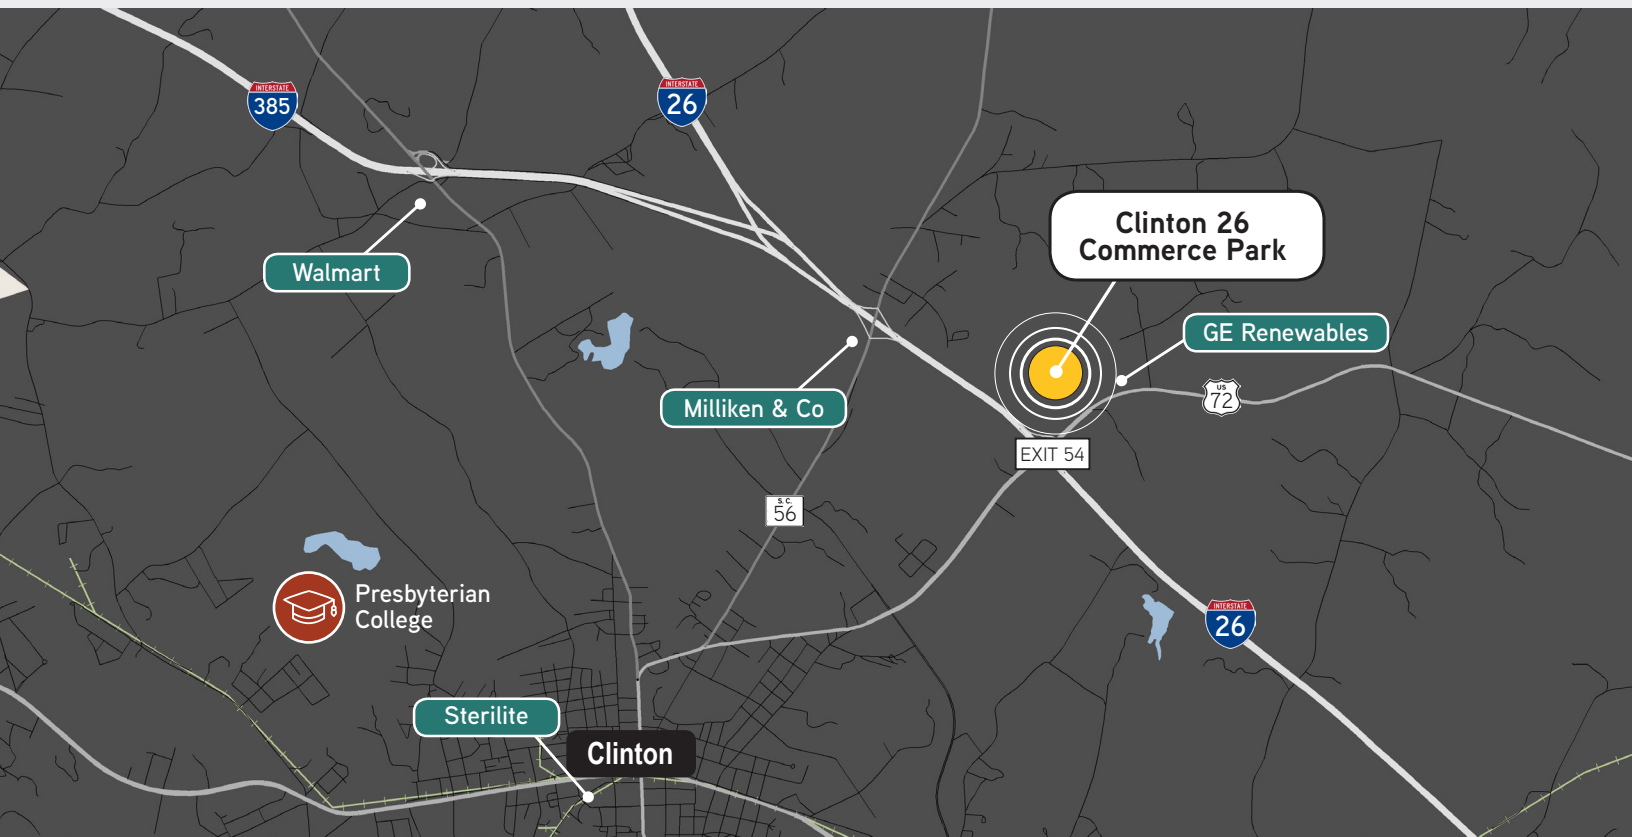 INTERSTATE
385
INTERSTATE
26
Clinton 26
Commerce Park
Walmart
GE Renewables
US
72
Milliken & Co
EXIT 54
S.C.
56
Presbyterian
College
INTERSTATE
26
Sterilite
Clinton